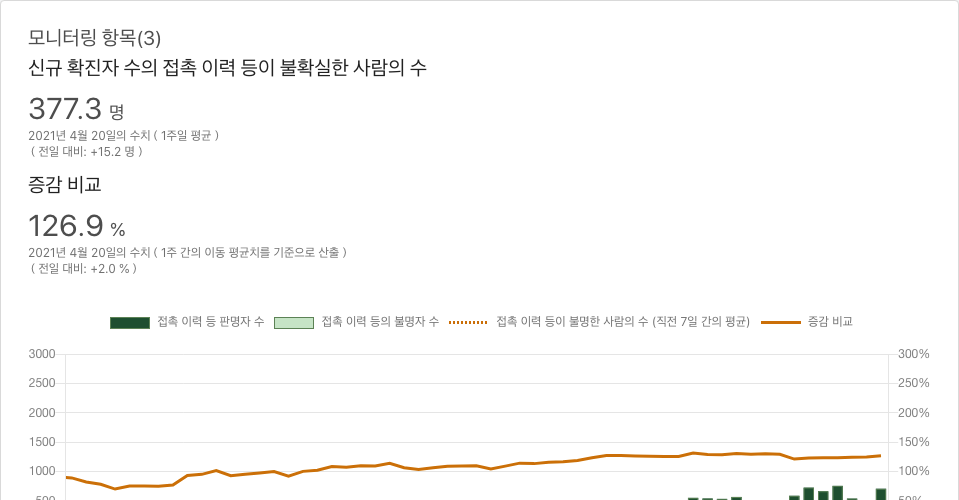 모니터링 항목(3)
신규 확진자 수의 접촉 이력 등이 불확실한 사람의 수
377.3 명
2021년 4월 20일의 수치 ( 1주일 평균 )
( 전일 대비: +15.2 명 )
증감 비교
126.9 %
2021년 4월 20일의 수치 ( 1주 간의 이동 평균치를 기준으로 산출 )
( 전일 대비: +2.0 % )
접촉 이력 등 판명자 수 접촉 이력 등의 불명자 수 접촉 이력 등이 불명한 사람의 수 (직전 7일 간의 평균) 증감 비교
3000 300%
2500 250%
2000 200%
1500 150%
1000 100%
500 50%